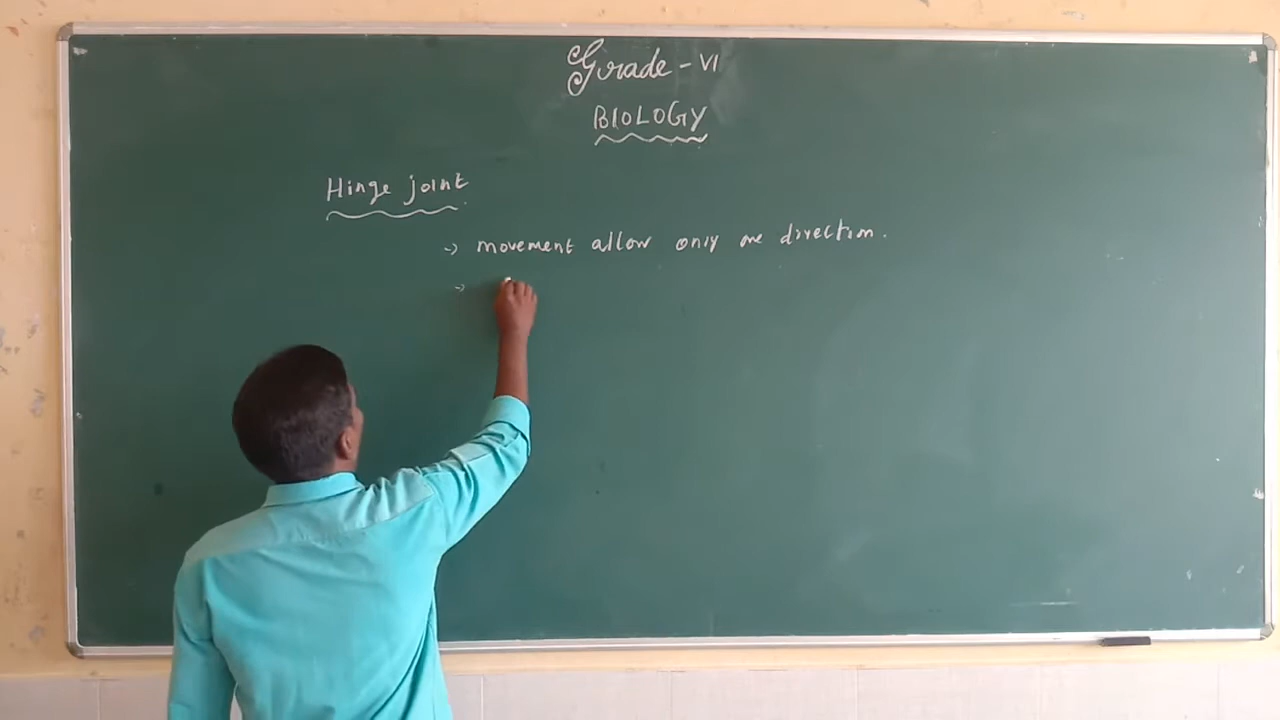 Grade - VI
BIOLOGY
Hinge joint
-> movement allow only one direction.
->